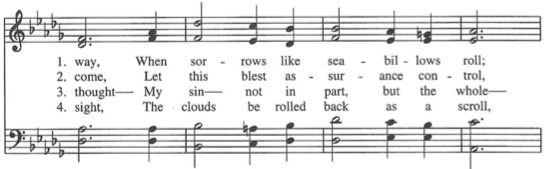 1. way, When sor - rows like sea - bil - lows roll;
2. come, Let this blest as - sur - ance con - trol,
3. thought— My sin— not in part, but the whole—
4. sight, The clouds be rolled back as a scroll,